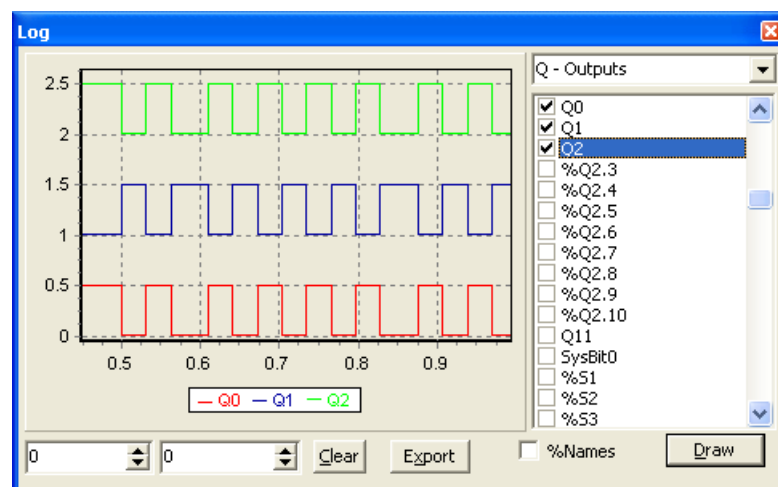 Log
2.5
2
1.5
1
0.5
0
0.5 0.6 0.7 0.8 0.9
Q0 Q1 Q2
Q - Outputs
Q0
Q1
Q2
%Q2.3
%Q2.4
%Q2.5
%Q2.6
%Q2.7
%Q2.8
%Q2.9
%Q2.10
Q11
SysBit0
%S1
%S2
%S3
0 0 Clear Export %Names Draw